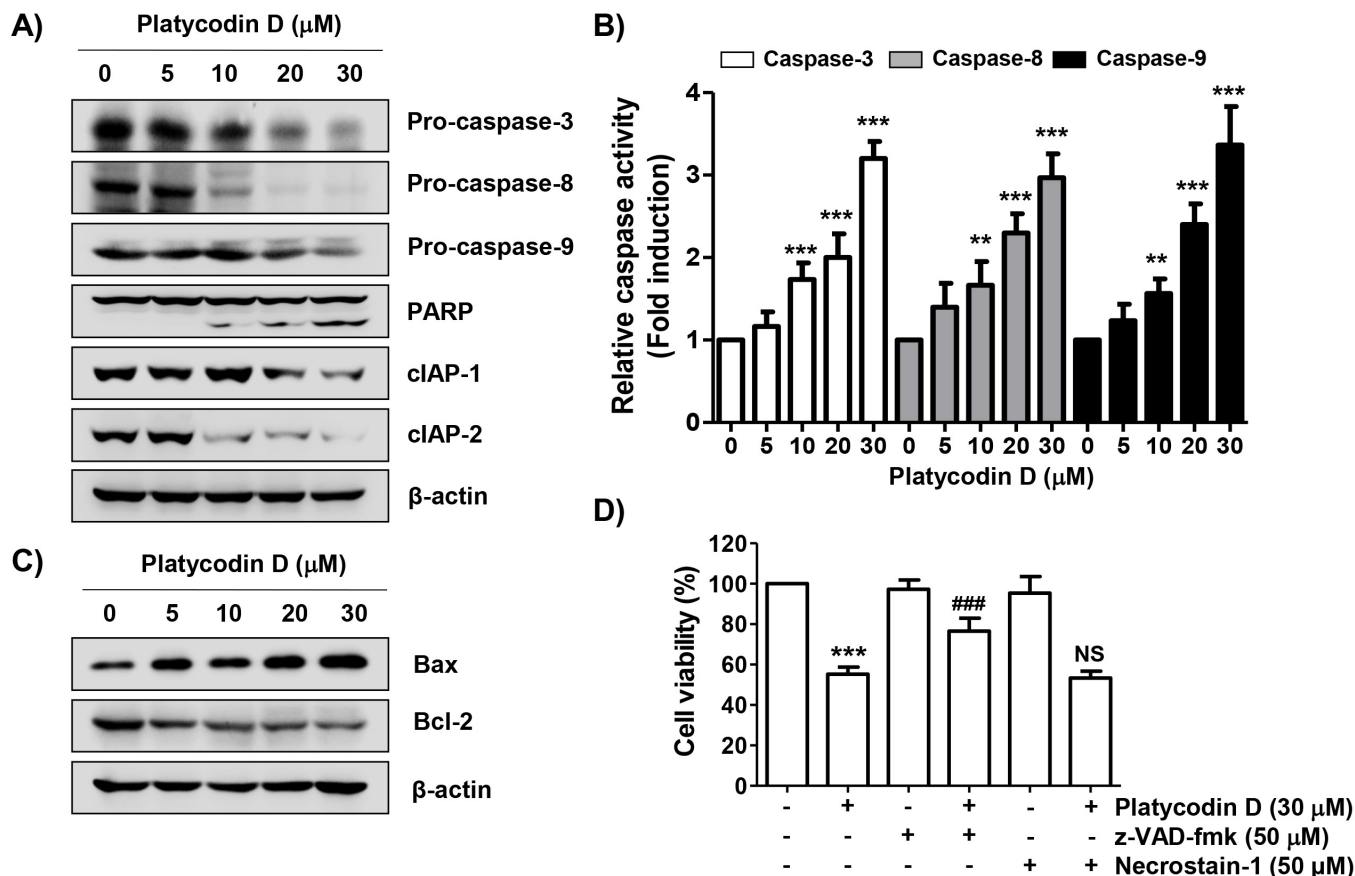 A)
Platycodin D (μM)
0 5 10 20 30
Pro-caspase-3
Pro-caspase-8
Pro-caspase-9
PARP
cIAP-1
cIAP-2
β-actin
B)
Caspase-3 Caspase-8 Caspase-9
Relative caspase activity
(Fold induction)
4
3
2
1
0
*** *** ***
** *** ***
** *** ***
0 5 10 20 30 0 5 10 20 30 0 5 10 20 30
Platycodin D (μM)
C)
Platycodin D (μM)
0 5 10 20 30
Bax
Bcl-2
β-actin
D)
Cell viability (%)
120
100
80
60
40
20
0
*** ### NS
- + - + - + Platycodin D (30 μM)
- - + + - - z-VAD-fmk (50 μM)
- - - - + + Necrostain-1 (50 μM)